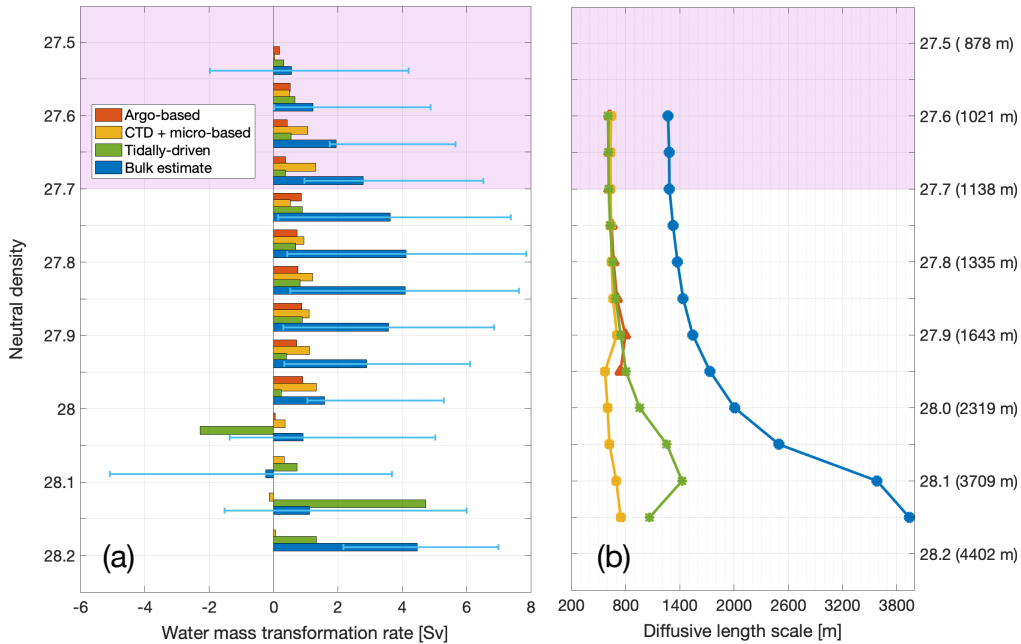 27.5
27.6
27.7
27.8
27.9
28
28.1
28.2
Neutral density
Argo-based
CTD + micro-based
Tidally-driven
Bulk estimate
(a)
-6
-4
-2
0
2
4
6
8
Water mass transformation rate [Sv]
(b)
27.5 ( 878 m)
27.6 (1021 m)
27.7 (1138 m)
27.8 (1335 m)
27.9 (1643 m)
28.0 (2319 m)
28.1 (3709 m)
28.2 (4402 m)
200
800
1400
2000
2600
3200
3800
Diffusive length scale [m]